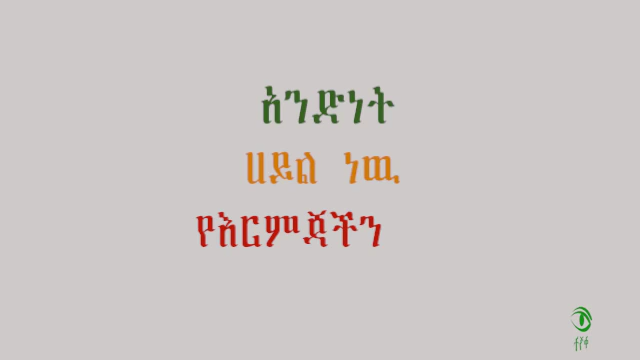 አንድነት
ሀይል ነዉ
የእርምጃችን